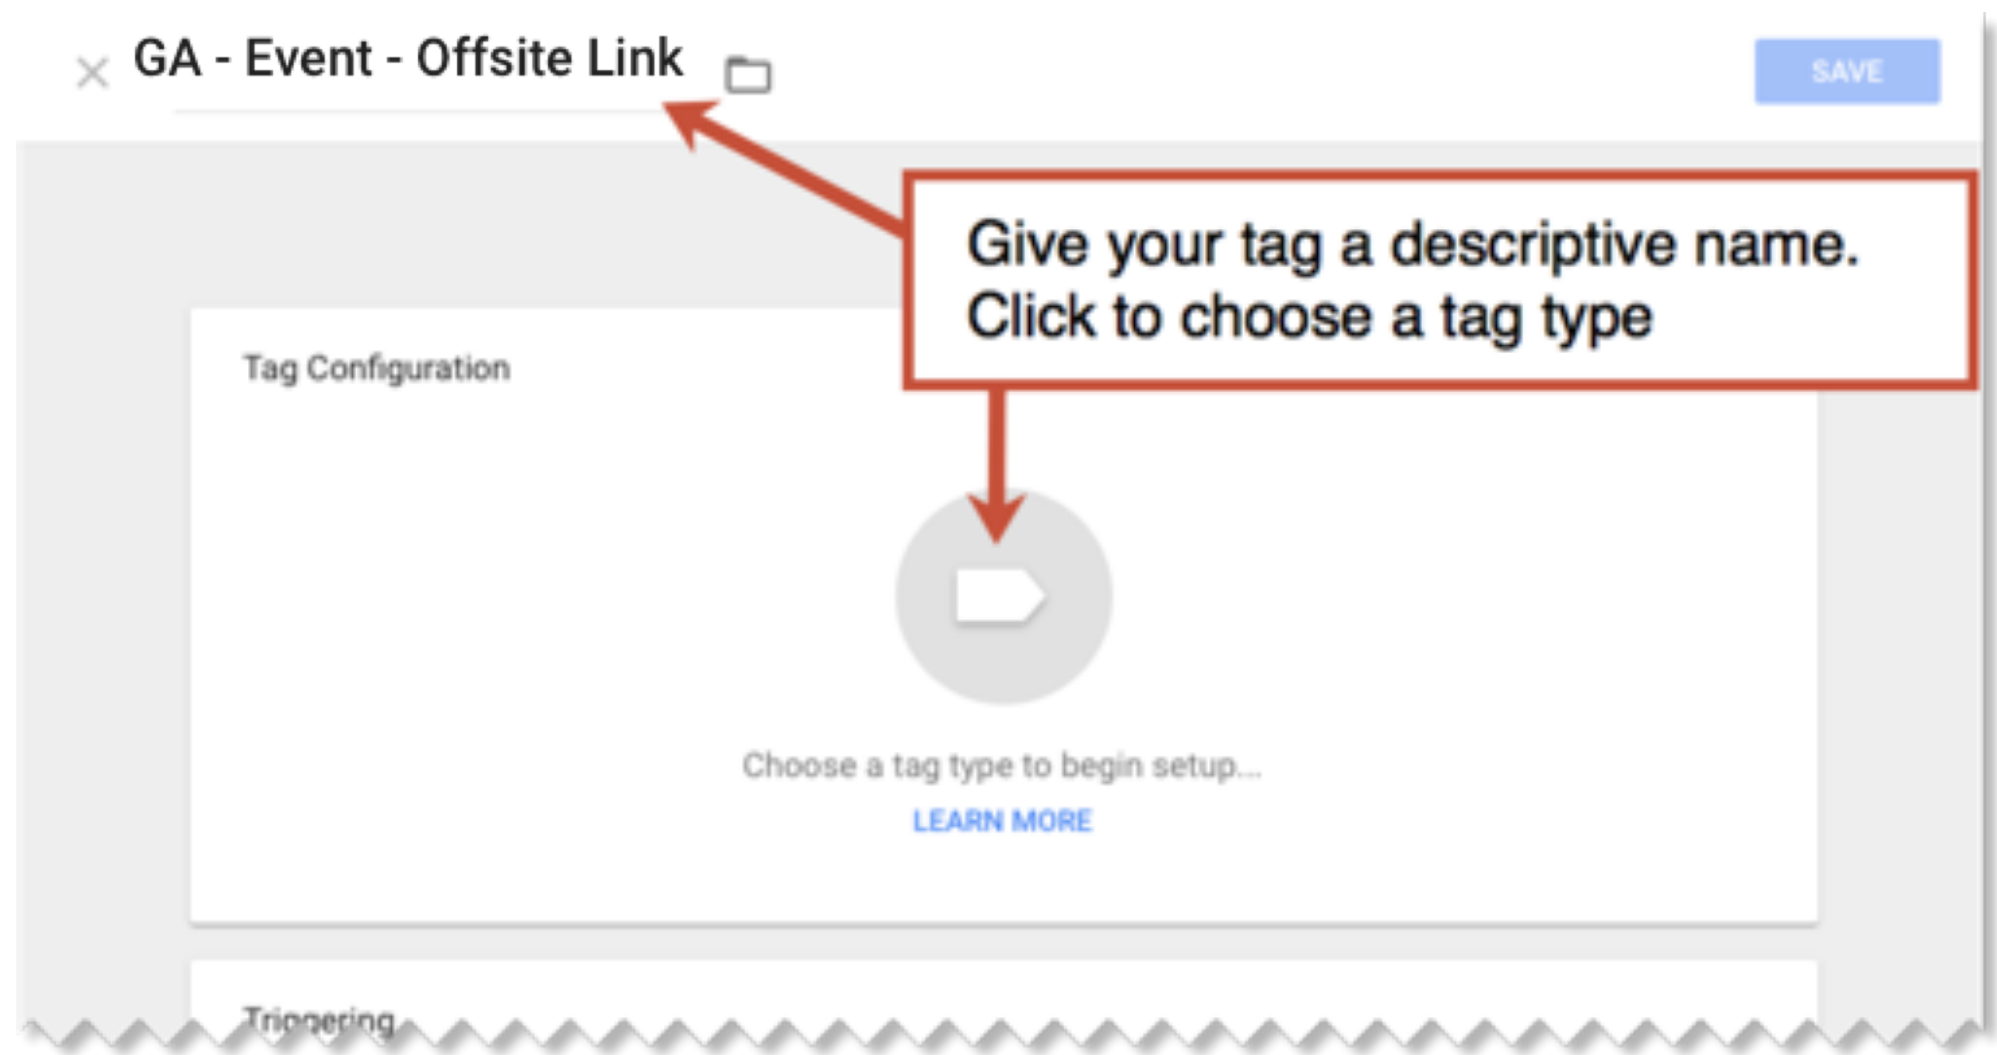 GA - Event - Offsite Link
SAVE
Give your tag a descriptive name.
Click to choose a tag type
Tag Configuration
Choose a tag type to begin setup...
LEARN MORE
Triggering